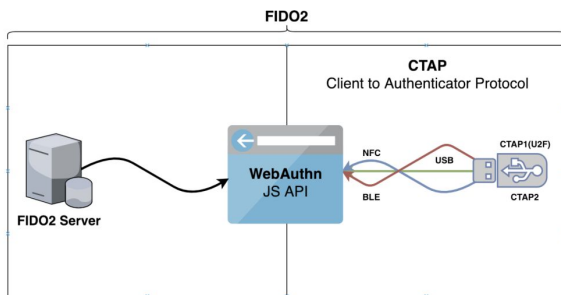 FIDO2
CTAP
Client to Authenticator Protocol
NFC
USB
CTAP1(U2F)
WebAuthn
JS API
BLE
CTAP2
FIDO2 Server